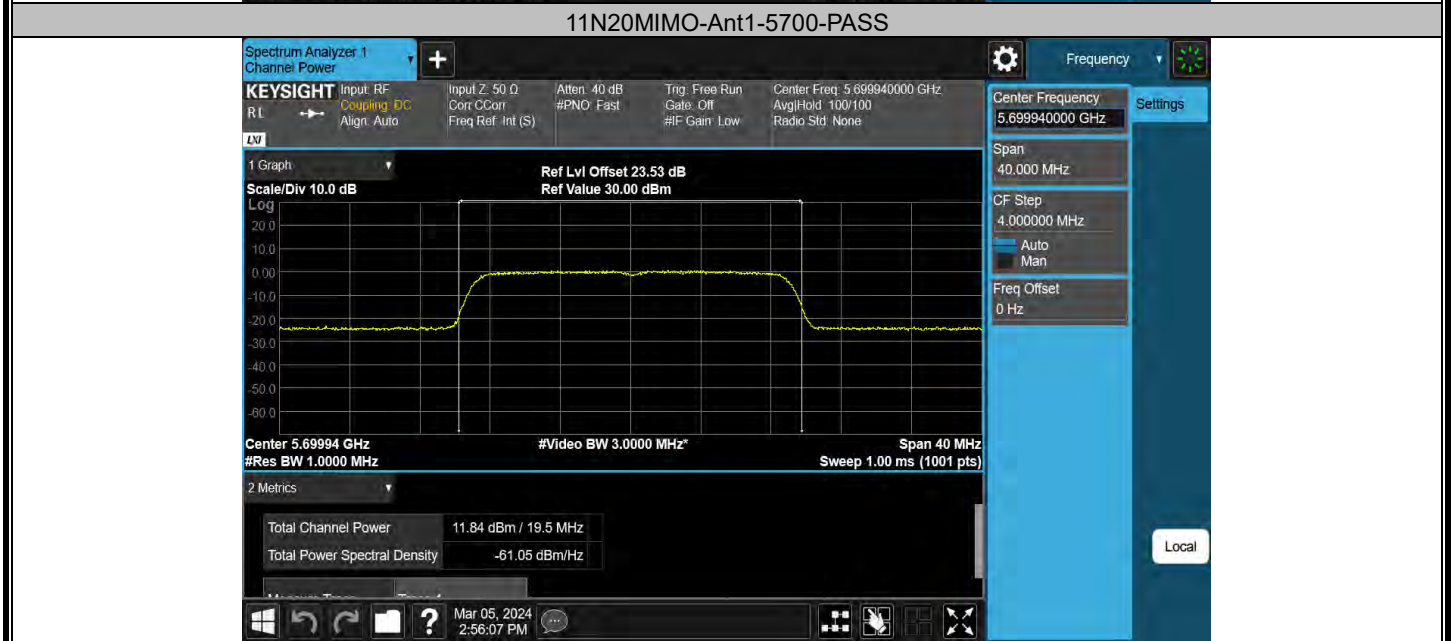 11N20MIMO-Ant1-5700-PASS
Spectrum Analyzer 1
Channel Power
Frequency
KEYSIGHT
RL
LXI
Input: RF
Coupling: DC
Align: Auto
Input Z: 50 Ω
Corr CCorr
Freq Ref: Int (S)
Atten: 40 dB
#PNO: Fast
Trig: Free Run
Gate: Off
#IF Gain: Low
Center Freq: 5.699940000 GHz
Avg|Hold: 100/100
Radio Std: None
Center Frequency
5.699940000 GHz
Settings
Span
40.000 MHz
CF Step
4.000000 MHz
Auto
Man
Freq Offset
0 Hz
Local
1 Graph
Scale/Div 10.0 dB
Ref Lvl Offset 23.53 dB
Ref Value 30.00 dBm
Log
20.0
10.0
0.00
-10.0
-20.0
-30.0
-40.0
-50.0
-60.0
Center 5.69994 GHz
#Video BW 3.0000 MHz*
Span 40 MHz
#Res BW 1.0000 MHz
Sweep 1.00 ms (1001 pts)
2 Metrics
Total Channel Power 11.84 dBm / 19.5 MHz
Total Power Spectral Density -61.05 dBm/Hz
?
Mar 05, 2024
2:56:07 PM